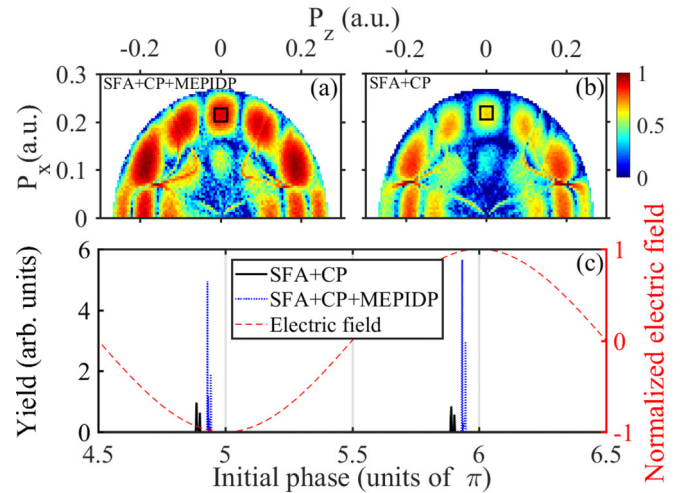 P_z (a.u.)
-0.2 0 0.2 -0.2 0 0.2
0.3
0.2
0.1
0
P_x (a.u.)
SFA+CP+MEPIDP (a)
SFA+CP (b)
1
0.5
0
6
4
2
0
Yield (arb. units)
(c)
SFA+CP
SFA+CP+MEPIDP
Electric field
1
0
-1
Normalized electric field
4.5 5 5.5 6 6.5
Initial phase (units of π)